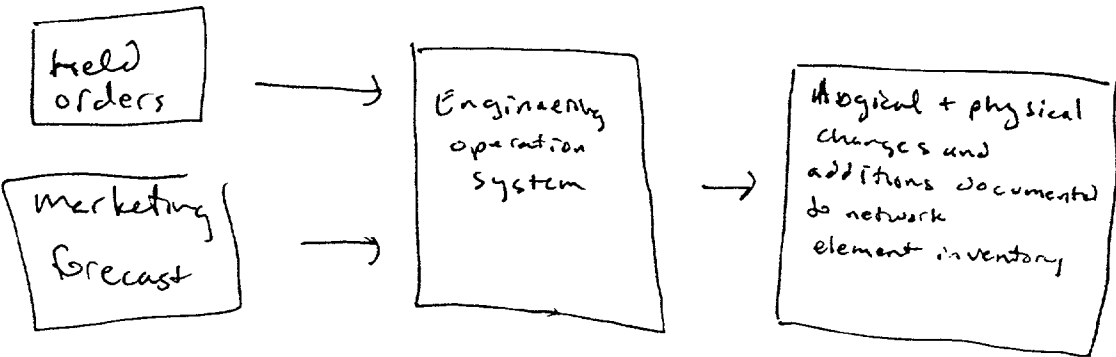 held
orders
marketing
forecast
Engineering
operation
system
Logical + physical
changes and
additions documented
to network
element inventory